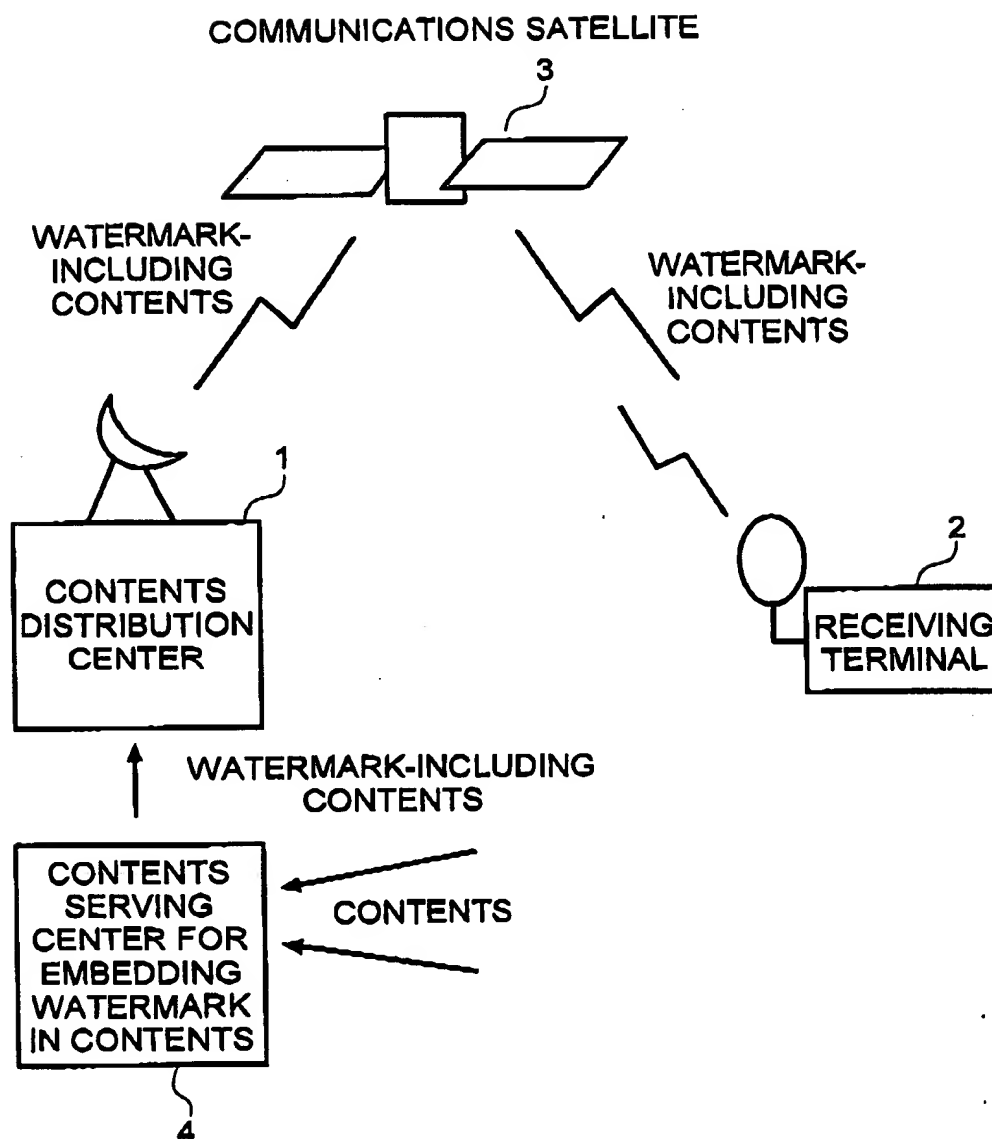 COMMUNICATIONS SATELLITE
3
WATERMARK-
INCLUDING
CONTENTS
WATERMARK-
INCLUDING
CONTENTS
1
CONTENTS
DISTRIBUTION
CENTER
2
RECEIVING
TERMINAL
WATERMARK-INCLUDING
CONTENTS
CONTENTS
SERVING
CENTER FOR
EMBEDDING
WATERMARK
IN CONTENTS
CONTENTS
4